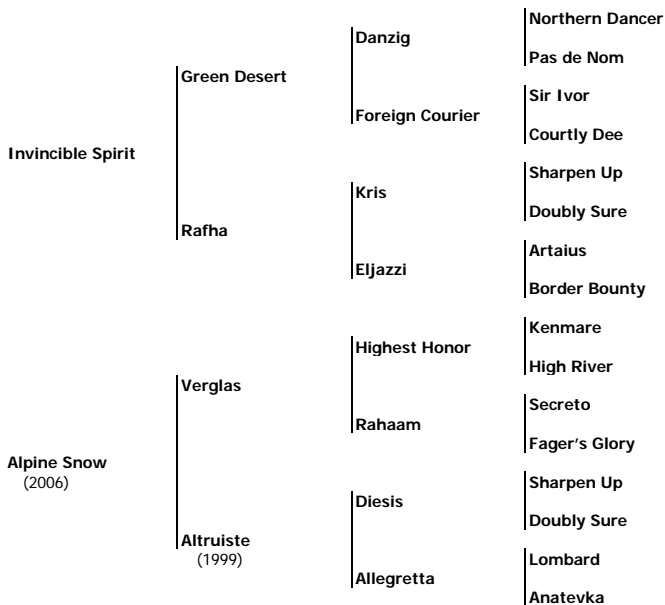 Northern Dancer
Danzig
Pas de Nom
Green Desert
Sir Ivor
Foreign Courier
Courtly Dee
Invincible Spirit
Sharpen Up
Kris
Doubly Sure
Rafha
Artaius
Eljazzi
Border Bounty
Kenmare
Highest Honor
High River
Verglas
Secreto
Rahaam
Fager's Glory
Alpine Snow
(2006)
Sharpen Up
Diesis
Doubly Sure
Altruiste
(1999)
Lombard
Allegretta
Anatevka